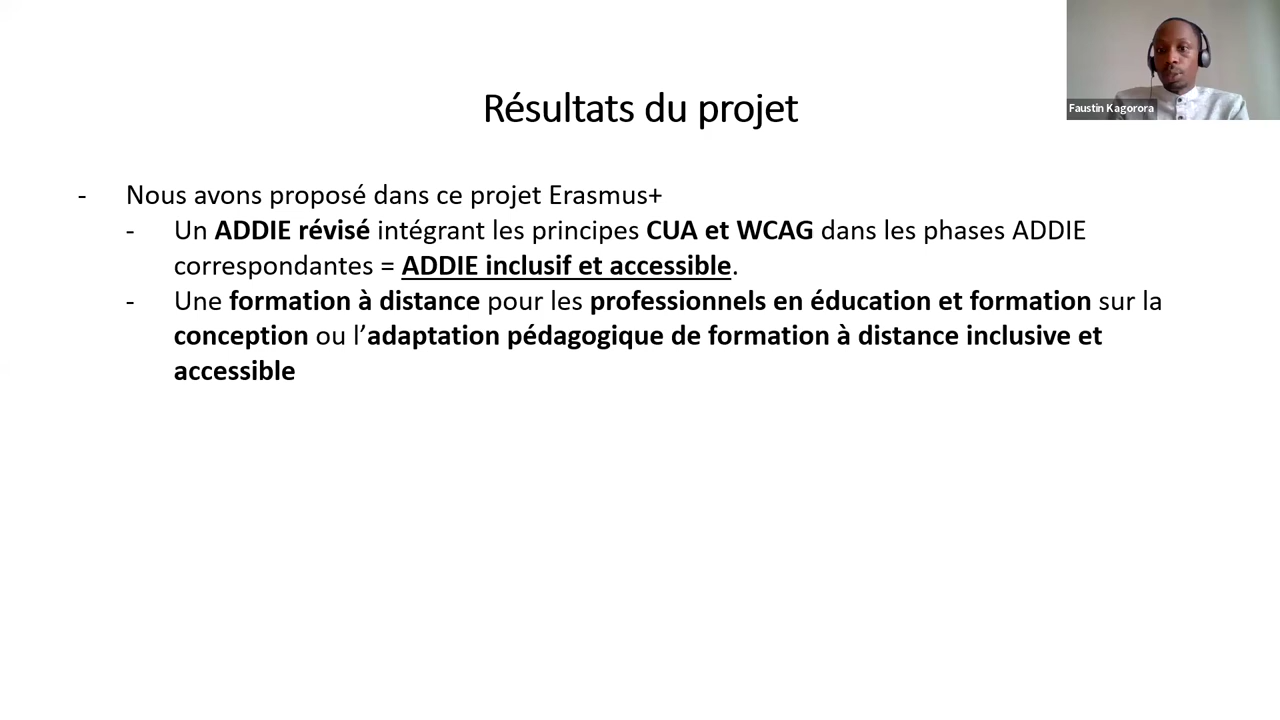 Faustin Kagorora
Résultats du projet
- Nous avons proposé dans ce projet Erasmus+
- Un ADDIE révisé intégrant les principes CUA et WCAG dans les phases ADDIE
correspondantes = ADDIE inclusif et accessible.
- Une formation à distance pour les professionnels en éducation et formation sur la
conception ou l’adaptation pédagogique de formation à distance inclusive et
accessible